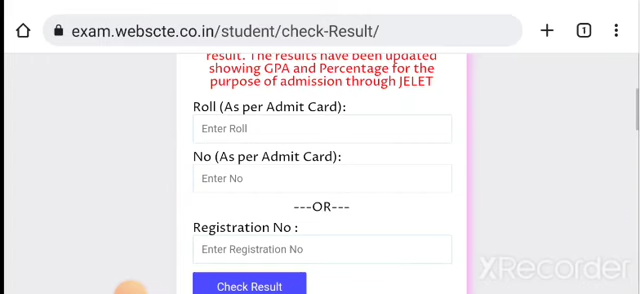 exam.webscte.co.in/student/check-Result/
1
result. The results have been updated
showing GPA and Percentage for the
purpose of admission through JELET
Roll (As per Admit Card):
Enter Roll
No (As per Admit Card):
Enter No
---OR---
Registration No :
Enter Registration No
Check Result
XRecorder